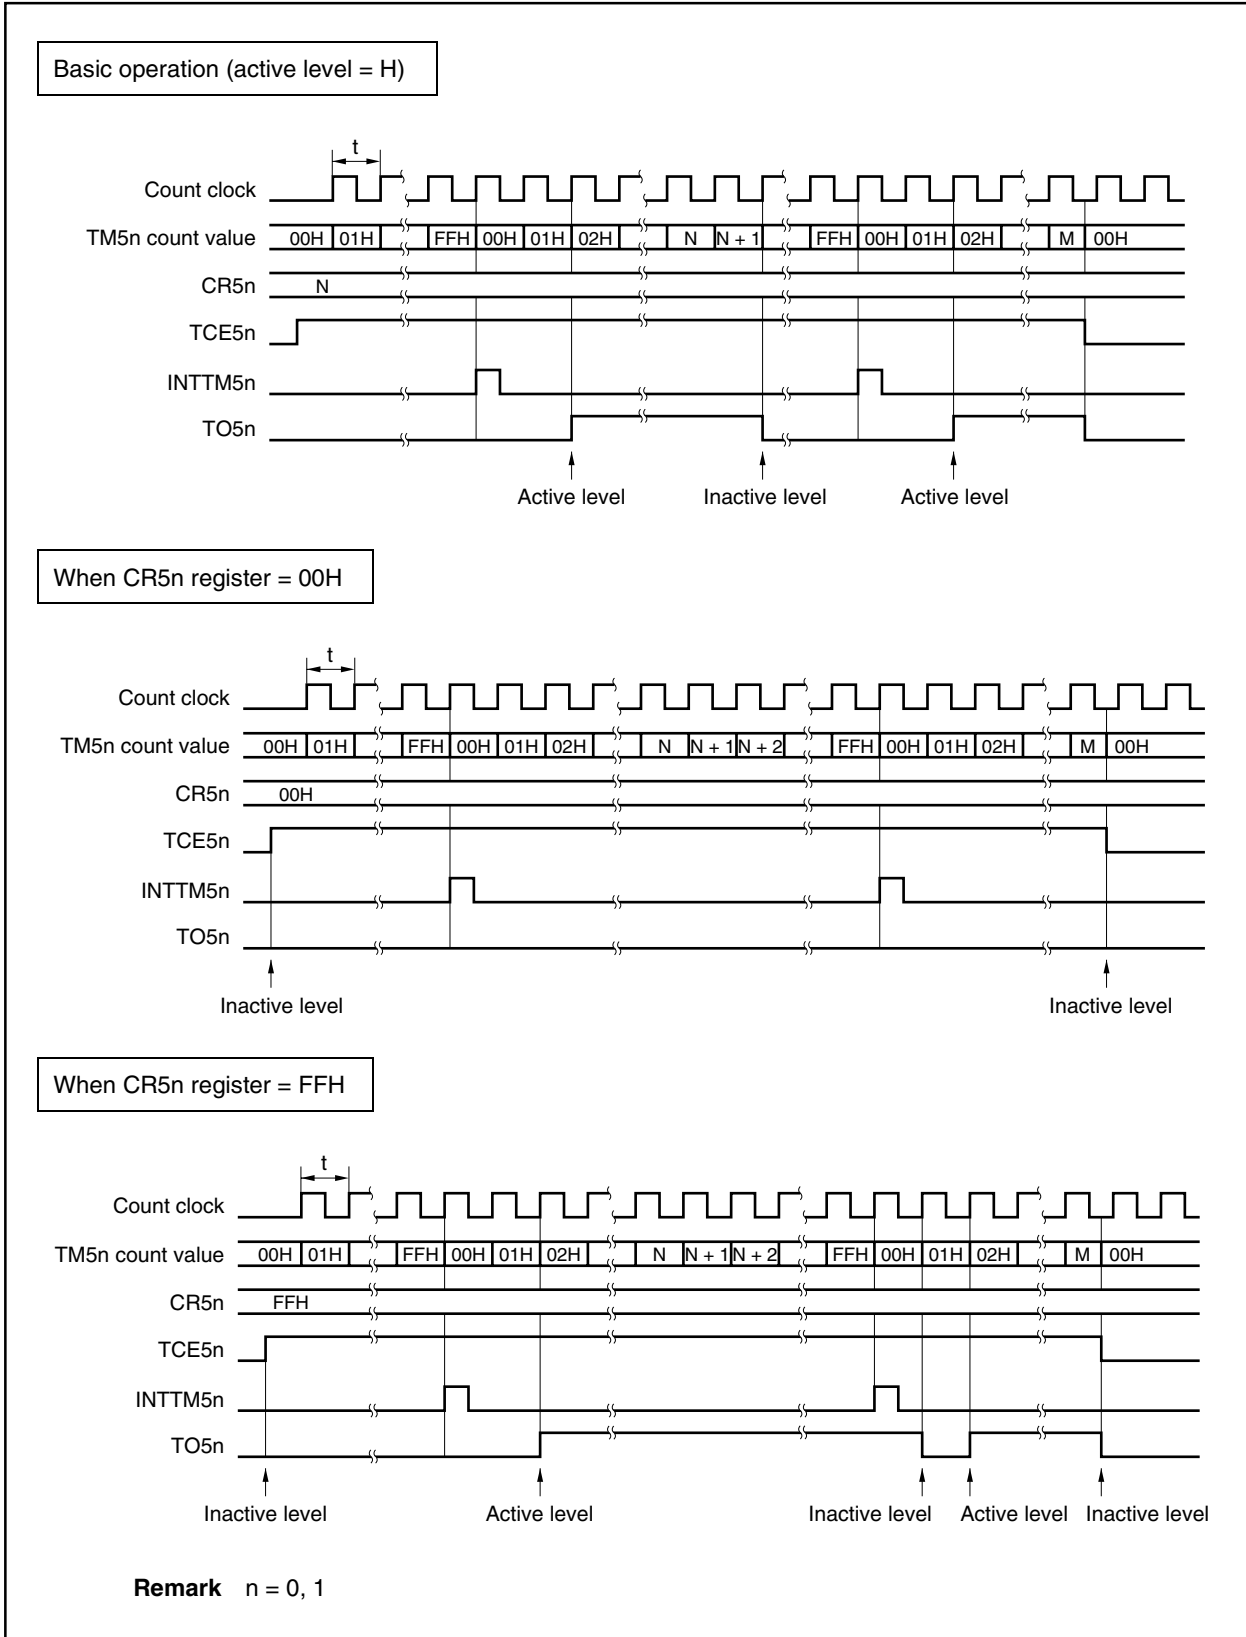 Basic operation (active level = H)
t
Count clock
TM5n count value 00H 01H FFH 00H 01H 02H N N + 1 FFH 00H 01H 02H M 00H
CR5n N
TCE5n
INTTM5n
TO5n
Active level Inactive level Active level
When CR5n register = 00H
t
Count clock
TM5n count value 00H 01H FFH 00H 01H 02H N N + 1 N + 2 FFH 00H 01H 02H M 00H
CR5n 00H
TCE5n
INTTM5n
TO5n
Inactive level Inactive level
When CR5n register = FFH
t
Count clock
TM5n count value 00H 01H FFH 00H 01H 02H N N + 1 N + 2 FFH 00H 01H 02H M 00H
CR5n FFH
TCE5n
INTTM5n
TO5n
Inactive level Active level Inactive level Active level Inactive level
Remark n = 0, 1